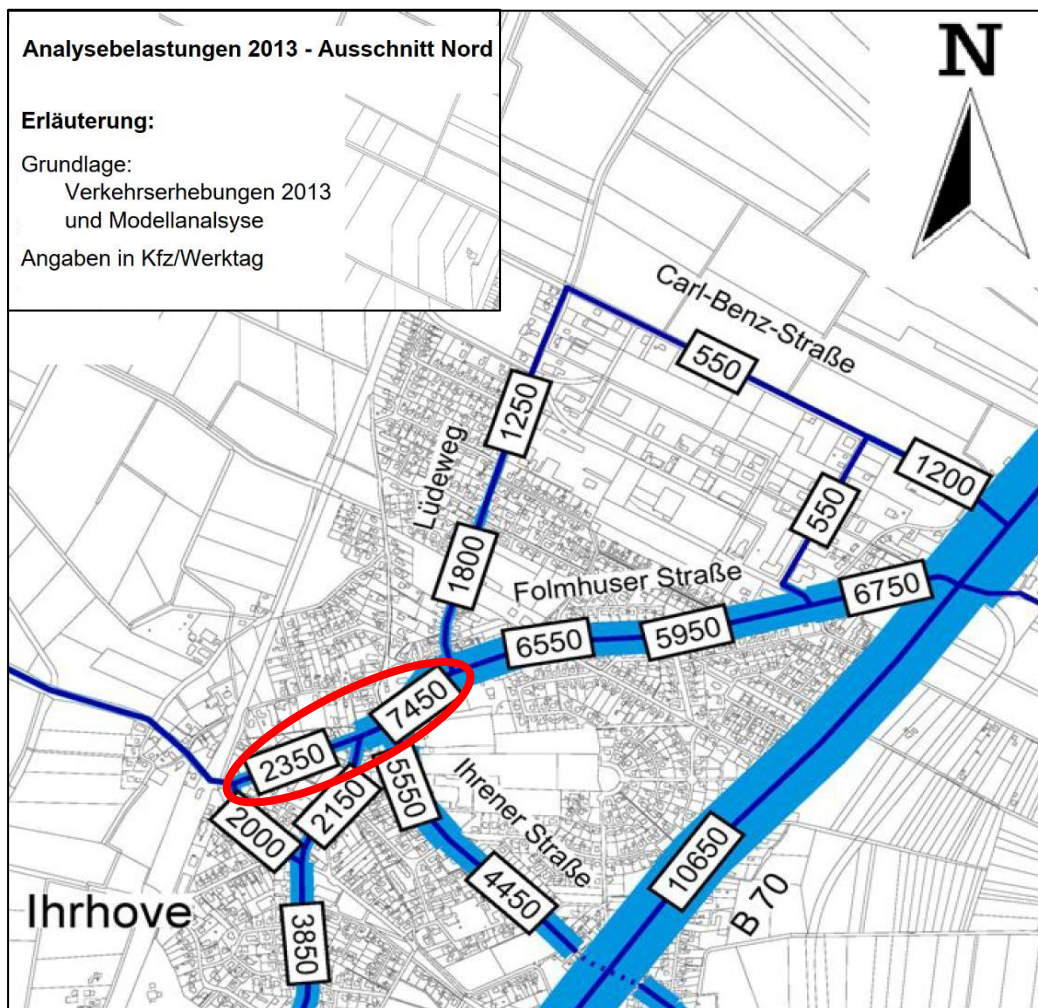 Analysebelastungen 2013 - Ausschnitt Nord
Erläuterung:
Grundlage:
Verkehrserhebungen 2013
und Modellanalsyse
Angaben in Kfz/Werktag
N
Carl-Benz-Straße
550
1250
Lüdeweg
1200
550
1800
Folmhuser Straße
6750
6550
5950
7450
2350
5550
Ihrener Straße
2150
2000
10650
4450
B 70
Ihrhove
3850